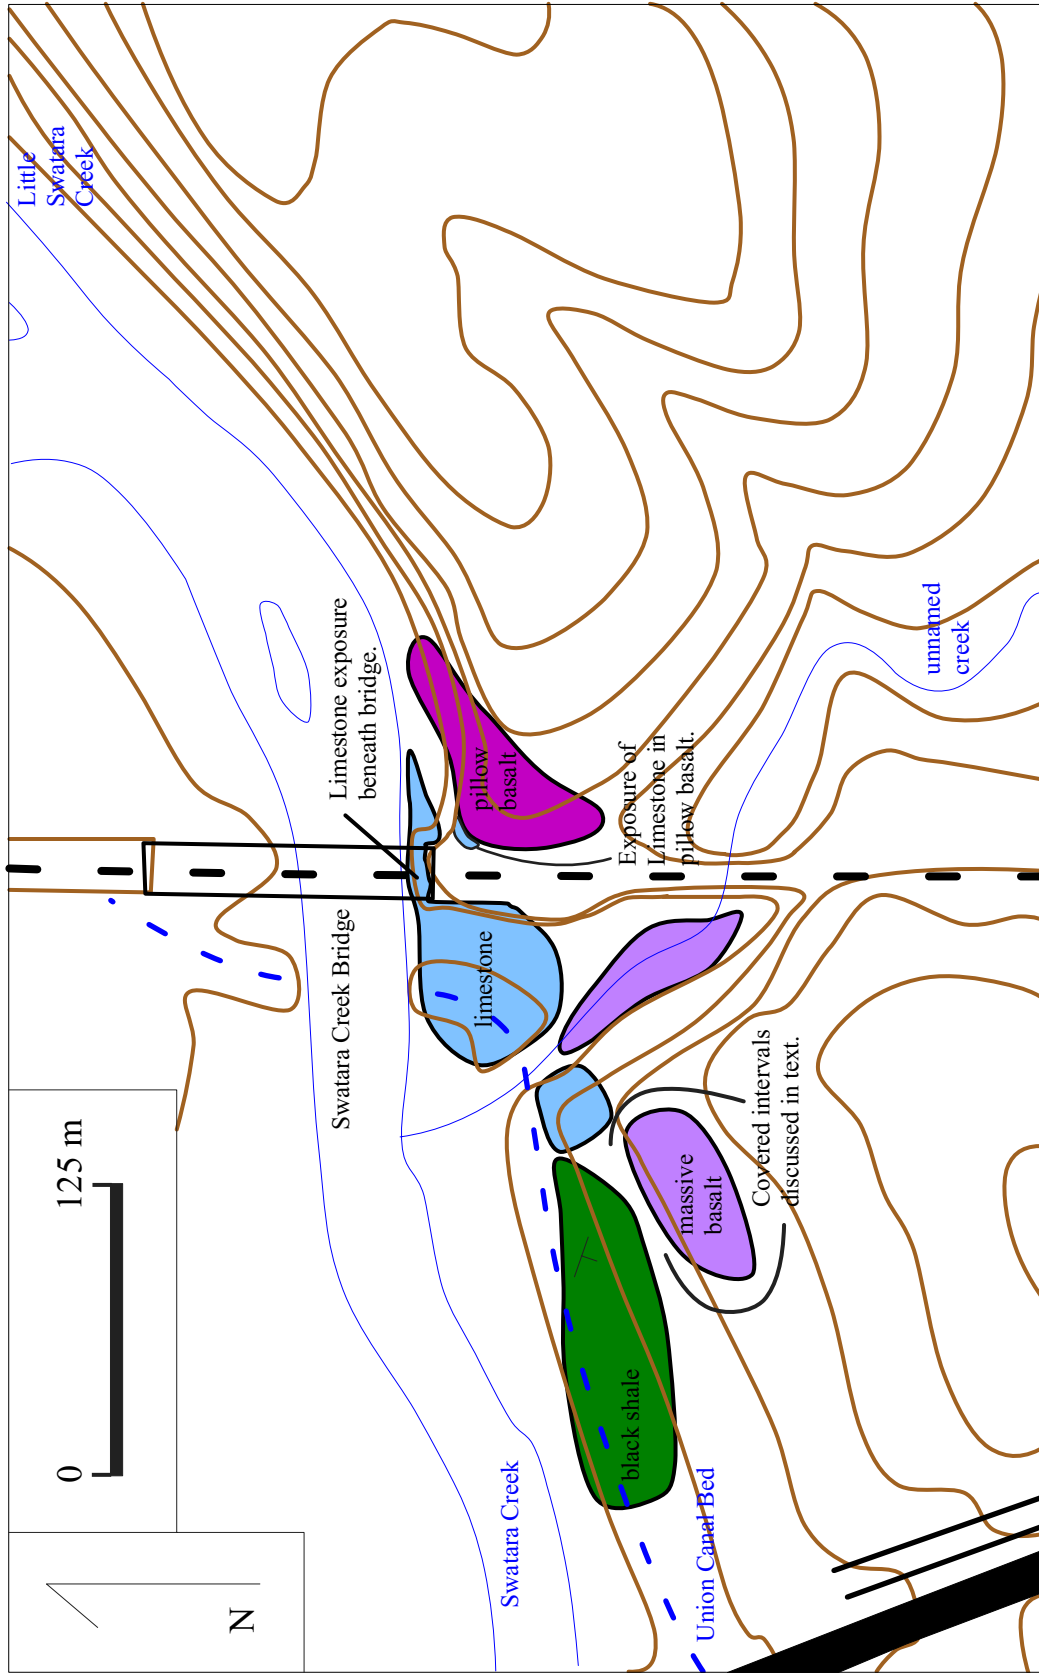 Little
Swatara
Creek
125 m
0
N
Limestone exposure
beneath bridge.
Swatara Creek Bridge
pillow
basalt
limestone
Exposure of
Limestone in
pillow basalt.
unnamed
creek
Covered intervals
discussed in text.
massive
basalt
black shale
Swatara Creek
Union Canal Bed